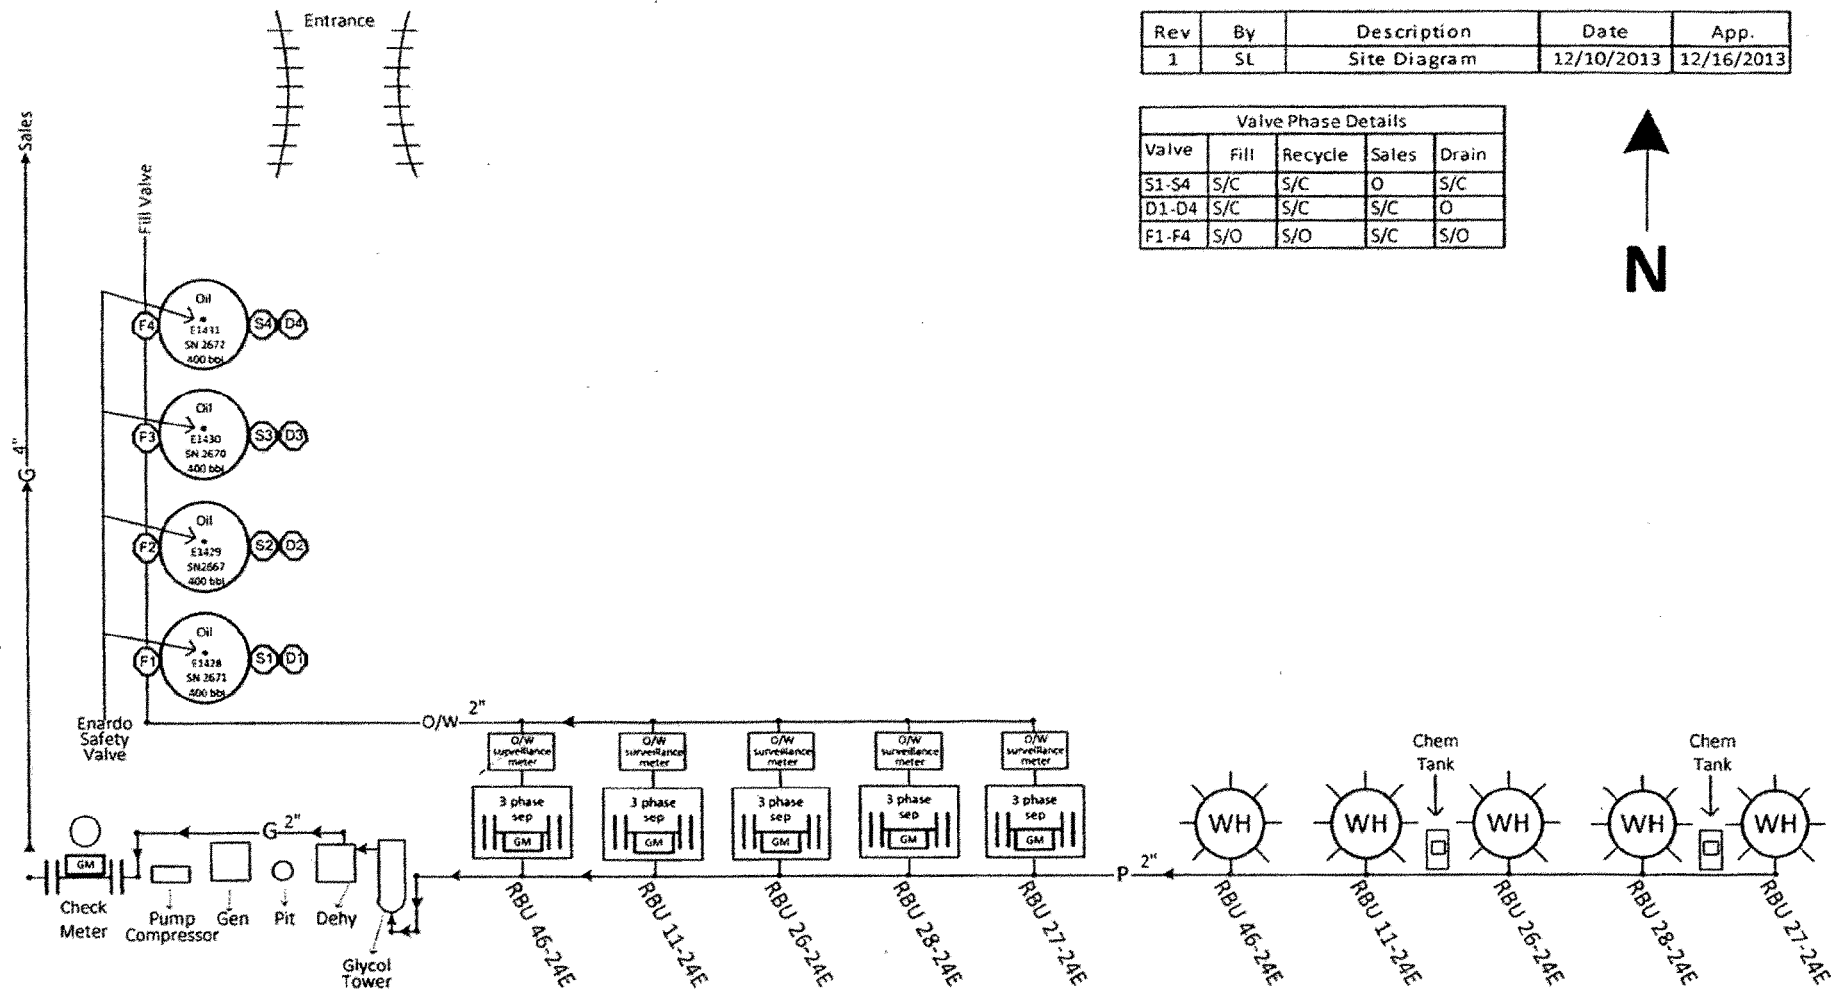 Entrance
Rev By Description Date App.
1 SL Site Diagram 12/10/2013 12/16/2013
Valve Phase Details
Valve Fill Recycle Sales Drain
S1-S4 S/C S/C O S/C
D1-D4 S/C S/C S/C O
F1-F4 S/O S/O S/C S/O
N
Sales
G 4"
Fill Valve
Oil
E1431
SN 2672
400 bbl
F4 S4 D4
Oil
E1430
SN 2670
400 bbl
F3 S3 D3
Oil
E1429
SN2667
400 bbl
F2 S2 D2
Oil
E1428
SN 2671
400 bbl
F1 S1 D1
Enardo
Safety
Valve
O/W 2"
O/W
surveillance
meter
O/W
surveillance
meter
O/W
surveillance
meter
O/W
surveillance
meter
O/W
surveillance
meter
3 phase
sep
GM
3 phase
sep
GM
3 phase
sep
GM
3 phase
sep
GM
3 phase
sep
GM
Chem
Tank
Chem
Tank
WH WH WH WH WH
G 2"
GM
Check
Meter
Pump
Compressor
Gen
Pit
Dehy
Glycol
Tower
P 2"
RBU 46-24E
RBU 11-24E
RBU 26-24E
RBU 28-24E
RBU 27-24E
RBU 46-24E
RBU 11-24E
RBU 26-24E
RBU 28-24E
RBU 27-24E